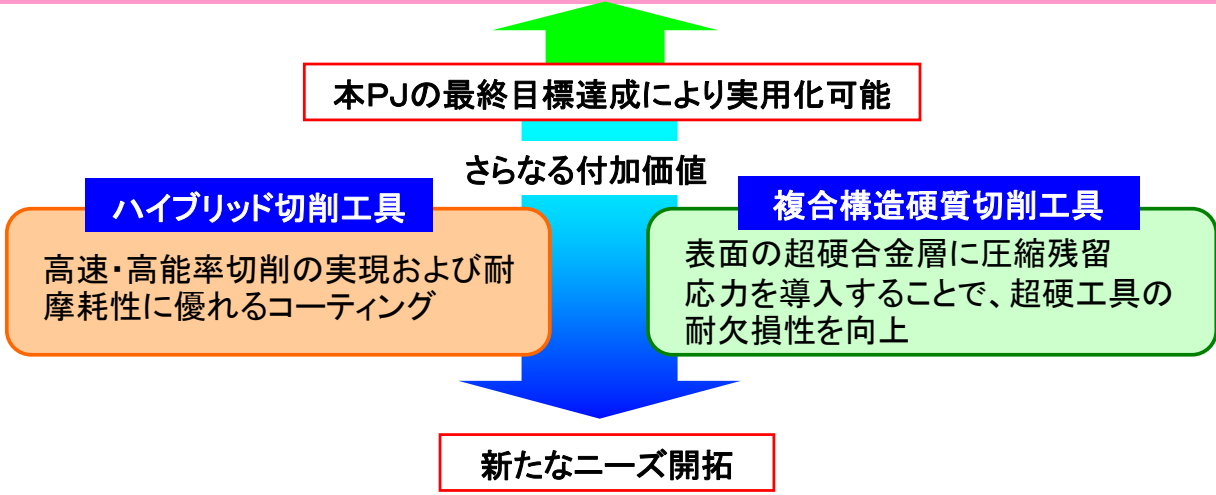 本PJの最終目標達成により実用化可能
さらなる付加価値
ハイブリッド切削工具
高速・高能率切削の実現および耐
摩耗性に優れるコーティング
複合構造硬質切削工具
表面の超硬合金層に圧縮残留
応力を導入することで、超硬工具の
耐欠損性を向上
新たなニーズ開拓